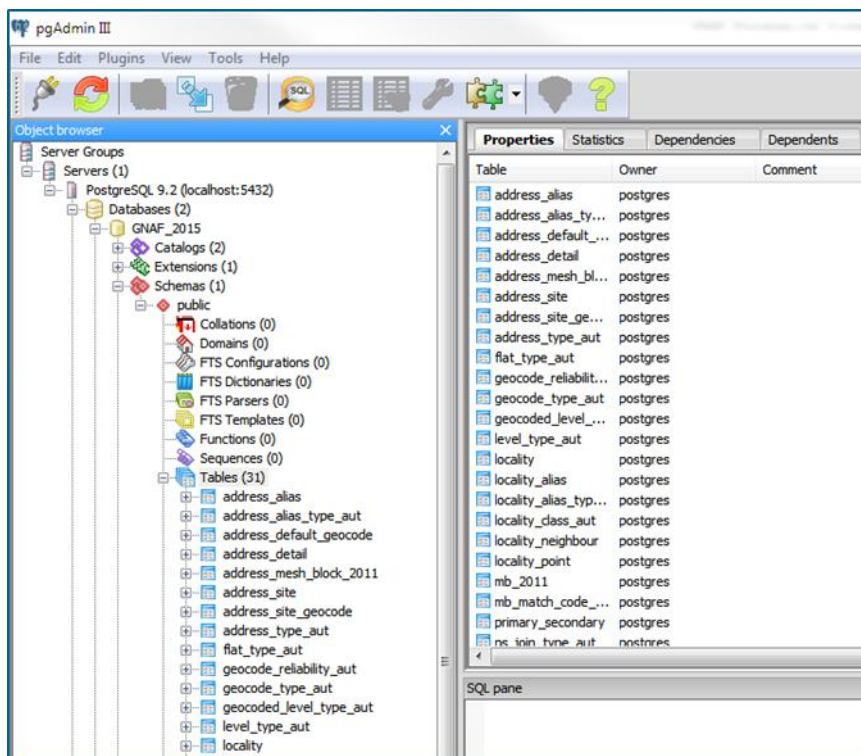 pgAdmin III
File Edit Plugins View Tools Help
SQL
Object browser
Server Groups
Servers (1)
PostgreSQL 9.2 (localhost:5432)
Databases (2)
GNAF_2015
Catalogs (2)
Extensions (1)
Schemas (1)
public
Collations (0)
Domains (0)
FTS Configurations (0)
FTS Dictionaries (0)
FTS Parsers (0)
FTS Templates (0)
Functions (0)
Sequences (0)
Tables (31)
address_alias
address_alias_type_aut
address_default_geocode
address_detail
address_mesh_block_2011
address_site
address_site_geocode
address_type_aut
flat_type_aut
geocode_reliability_aut
geocode_type_aut
geocoded_level_type_aut
level_type_aut
locality
Properties Statistics Dependencies Dependents
Table Owner Comment
address_alias postgres
address_alias_ty... postgres
address_default_... postgres
address_detail postgres
address_mesh_bl... postgres
address_site postgres
address_site_ge... postgres
address_type_aut postgres
flat_type_aut postgres
geocode_reliabilit... postgres
geocode_type_aut postgres
geocoded_level_... postgres
level_type_aut postgres
locality postgres
locality_alias postgres
locality_alias_typ... postgres
locality_class_aut postgres
locality_neighbour postgres
locality_point postgres
mb_2011 postgres
mb_match_code_... postgres
primary_secondary postgres
ps_join_type_aut postgres
SQL pane